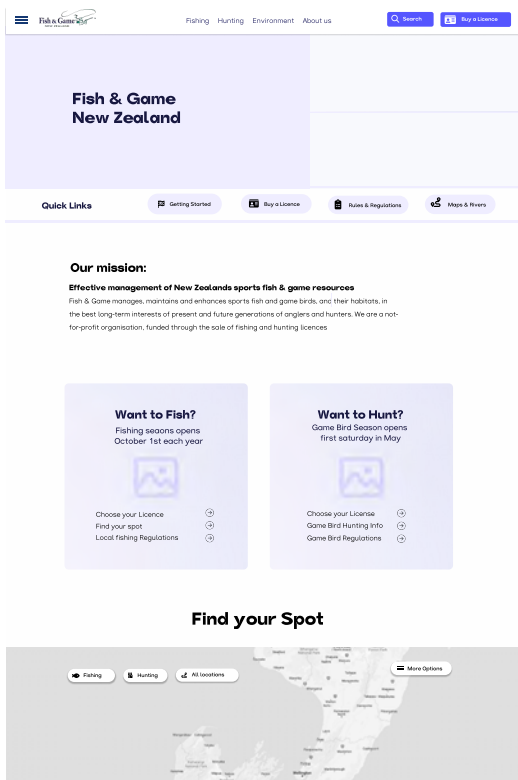 Fish & Game
NEW ZEALAND
Fishing Hunting Environment About us
Search
Buy a Licence
Fish & Game
New Zealand
Quick Links
Getting Started
Buy a Licence
Rules & Regulations
Maps & Rivers
Our mission:
Effective management of New Zealands sports fish & game resources
Fish & Game manages, maintains and enhances sports fish and game birds, and their habitats, in
the best long-term interests of present and future generations of anglers and hunters. We are a not-
for-profit organisation, funded through the sale of fishing and hunting licences
Want to Fish?
Fishing seaons opens
October 1st each year
Choose your Licence
Find your spot
Local fishing Regulations
Want to Hunt?
Game Bird Season opens
first saturday in May
Choose your License
Game Bird Hunting Info
Game Bird Regulations
Find your Spot
Fishing
Hunting
All locations
More Options